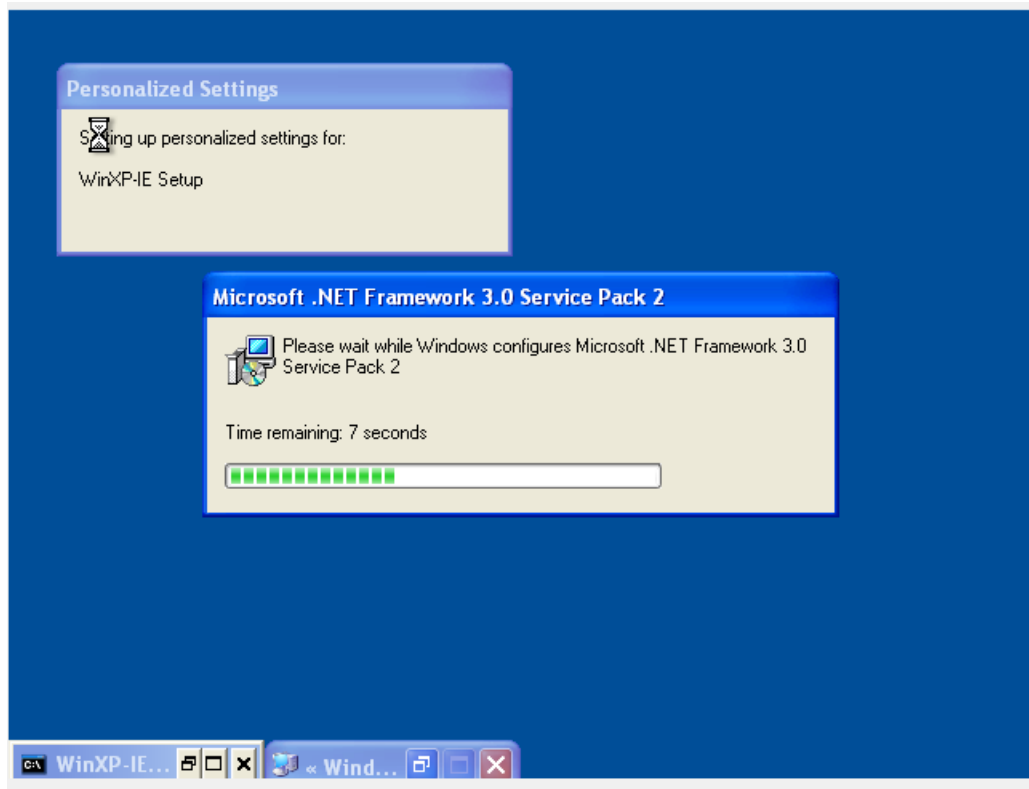 Personalized Settings
Setting up personalized settings for:
WinXP-IE Setup
Microsoft .NET Framework 3.0 Service Pack 2
Please wait while Windows configures Microsoft .NET Framework 3.0
Service Pack 2
Time remaining: 7 seconds
WinXP-IE...
« Wind...